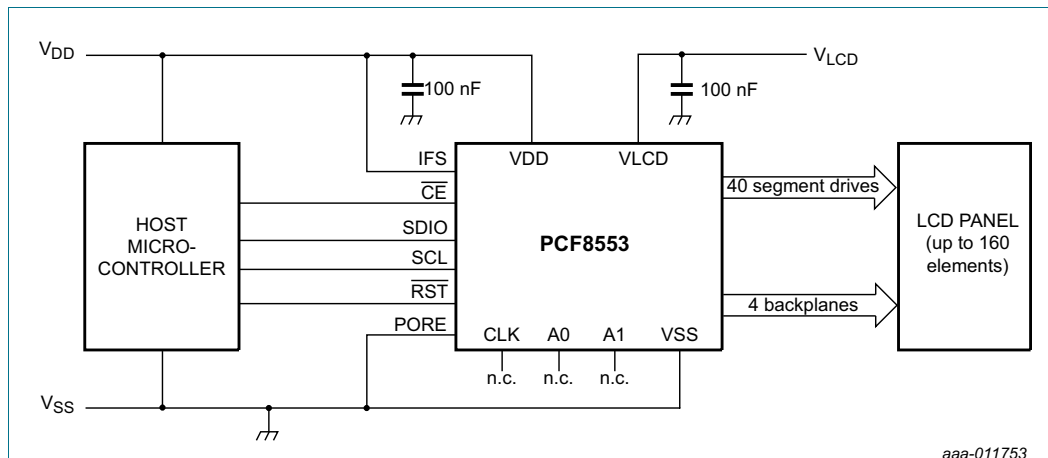 VDD
VLCD
100 nF
100 nF
IFS
VDD
VLCD
CE
40 segment drives
HOST
MICRO-
CONTROLLER
SDIO
PCF8553
LCD PANEL
(up to 160
elements)
SCL
RST
4 backplanes
PORE
CLK
A0
A1
VSS
n.c.
n.c.
n.c.
VSS
aaa-011753